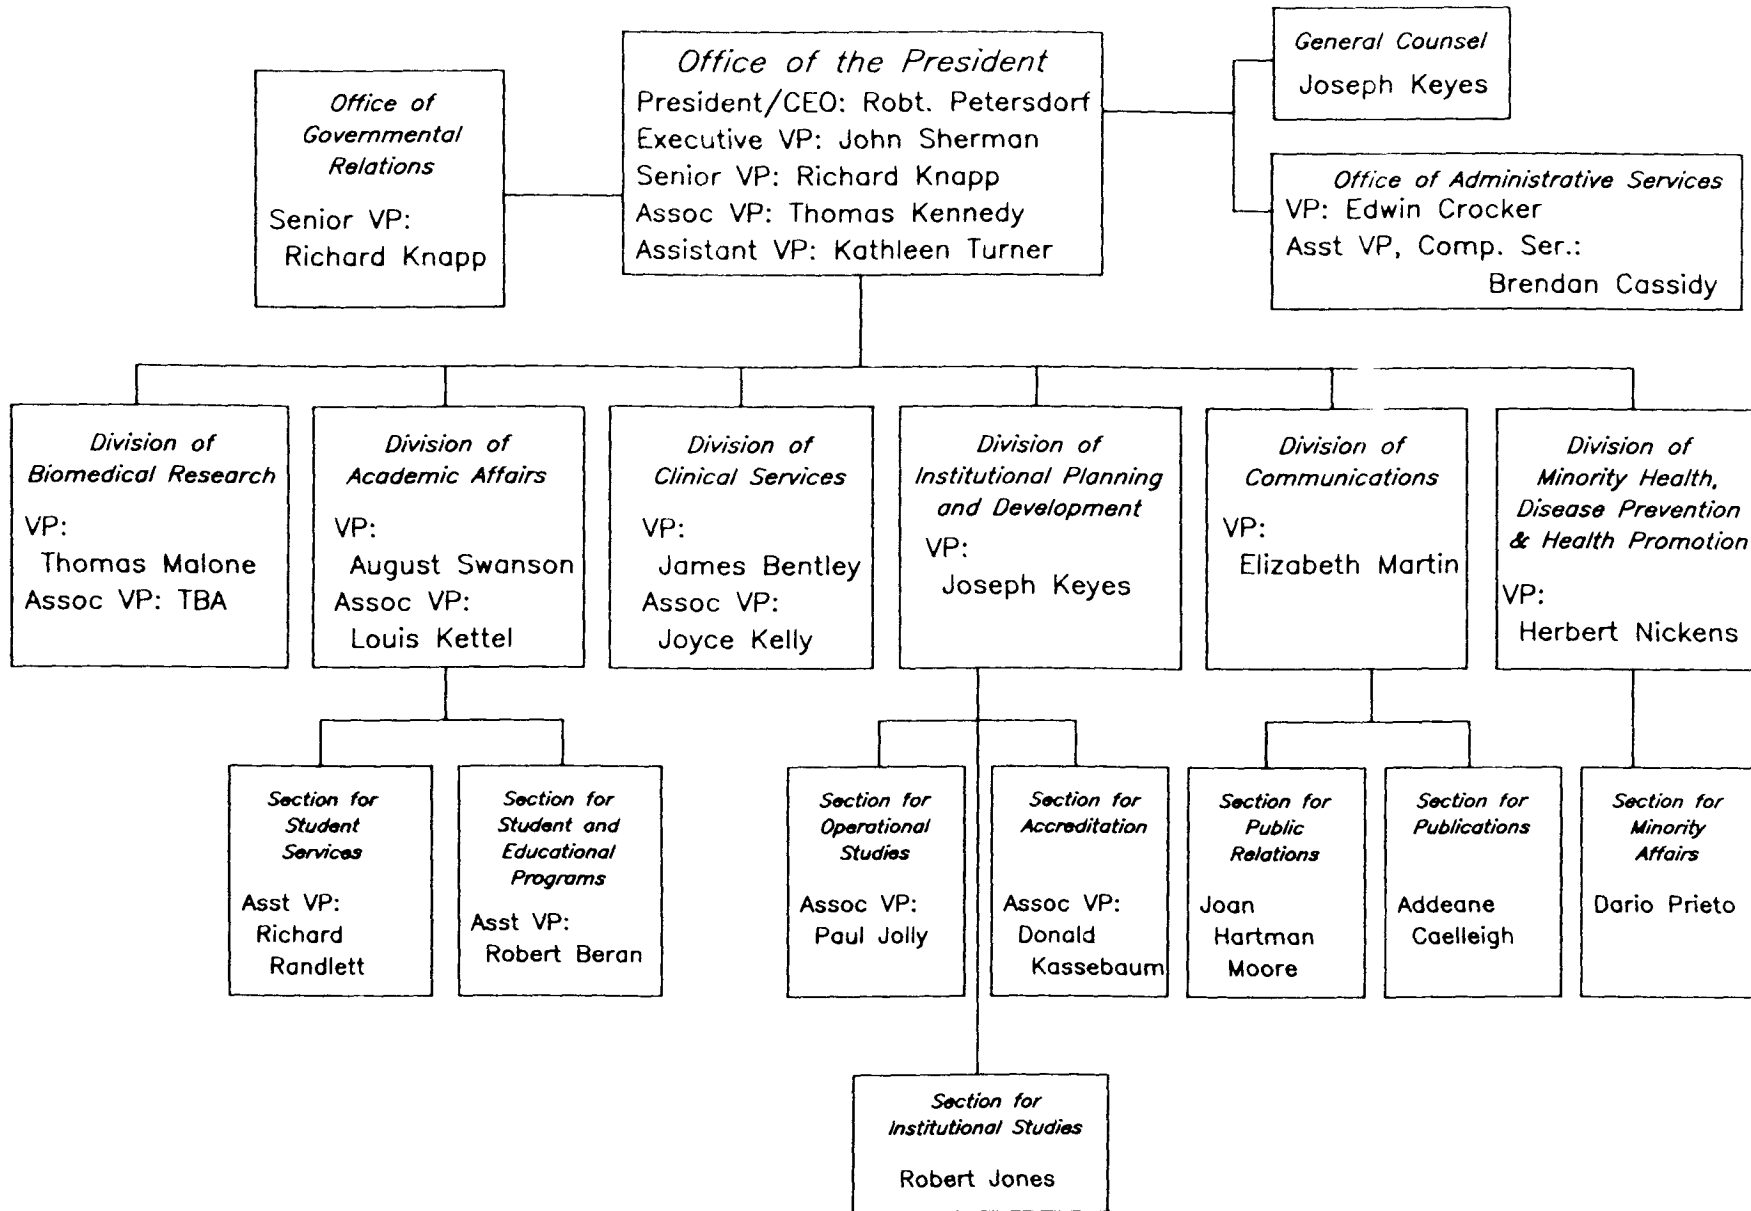 Office of
Governmental
Relations
Senior VP:
Richard Knapp
Office of the President
President/CEO: Robt. Petersdorf
Executive VP: John Sherman
Senior VP: Richard Knapp
Assoc VP: Thomas Kennedy
Assistant VP: Kathleen Turner
General Counsel
Joseph Keyes
Office of Administrative Services
VP: Edwin Crocker
Asst VP, Comp. Ser.:
Brendan Cassidy
Division of
Biomedical Research
VP:
Thomas Malone
Assoc VP: TBA
Division of
Academic Affairs
VP:
August Swanson
Assoc VP:
Louis Kettel
Division of
Clinical Services
VP:
James Bentley
Assoc VP:
Joyce Kelly
Division of
Institutional Planning
and Development
VP:
Joseph Keyes
Division of
Communications
VP:
Elizabeth Martin
Division of
Minority Health,
Disease Prevention
& Health Promotion
VP:
Herbert Nickens
Section for
Student
Services
Asst VP:
Richard
Randlett
Section for
Student and
Educational
Programs
Asst VP:
Robert Beran
Section for
Operational
Studies
Assoc VP:
Paul Jolly
Section for
Accreditation
Assoc VP:
Donald
Kassebaum
Section for
Public
Relations
Joan
Hartman
Moore
Section for
Publications
Addeane
Caelleigh
Section for
Minority
Affairs
Dario Prieto
Section for
Institutional Studies
Robert Jones